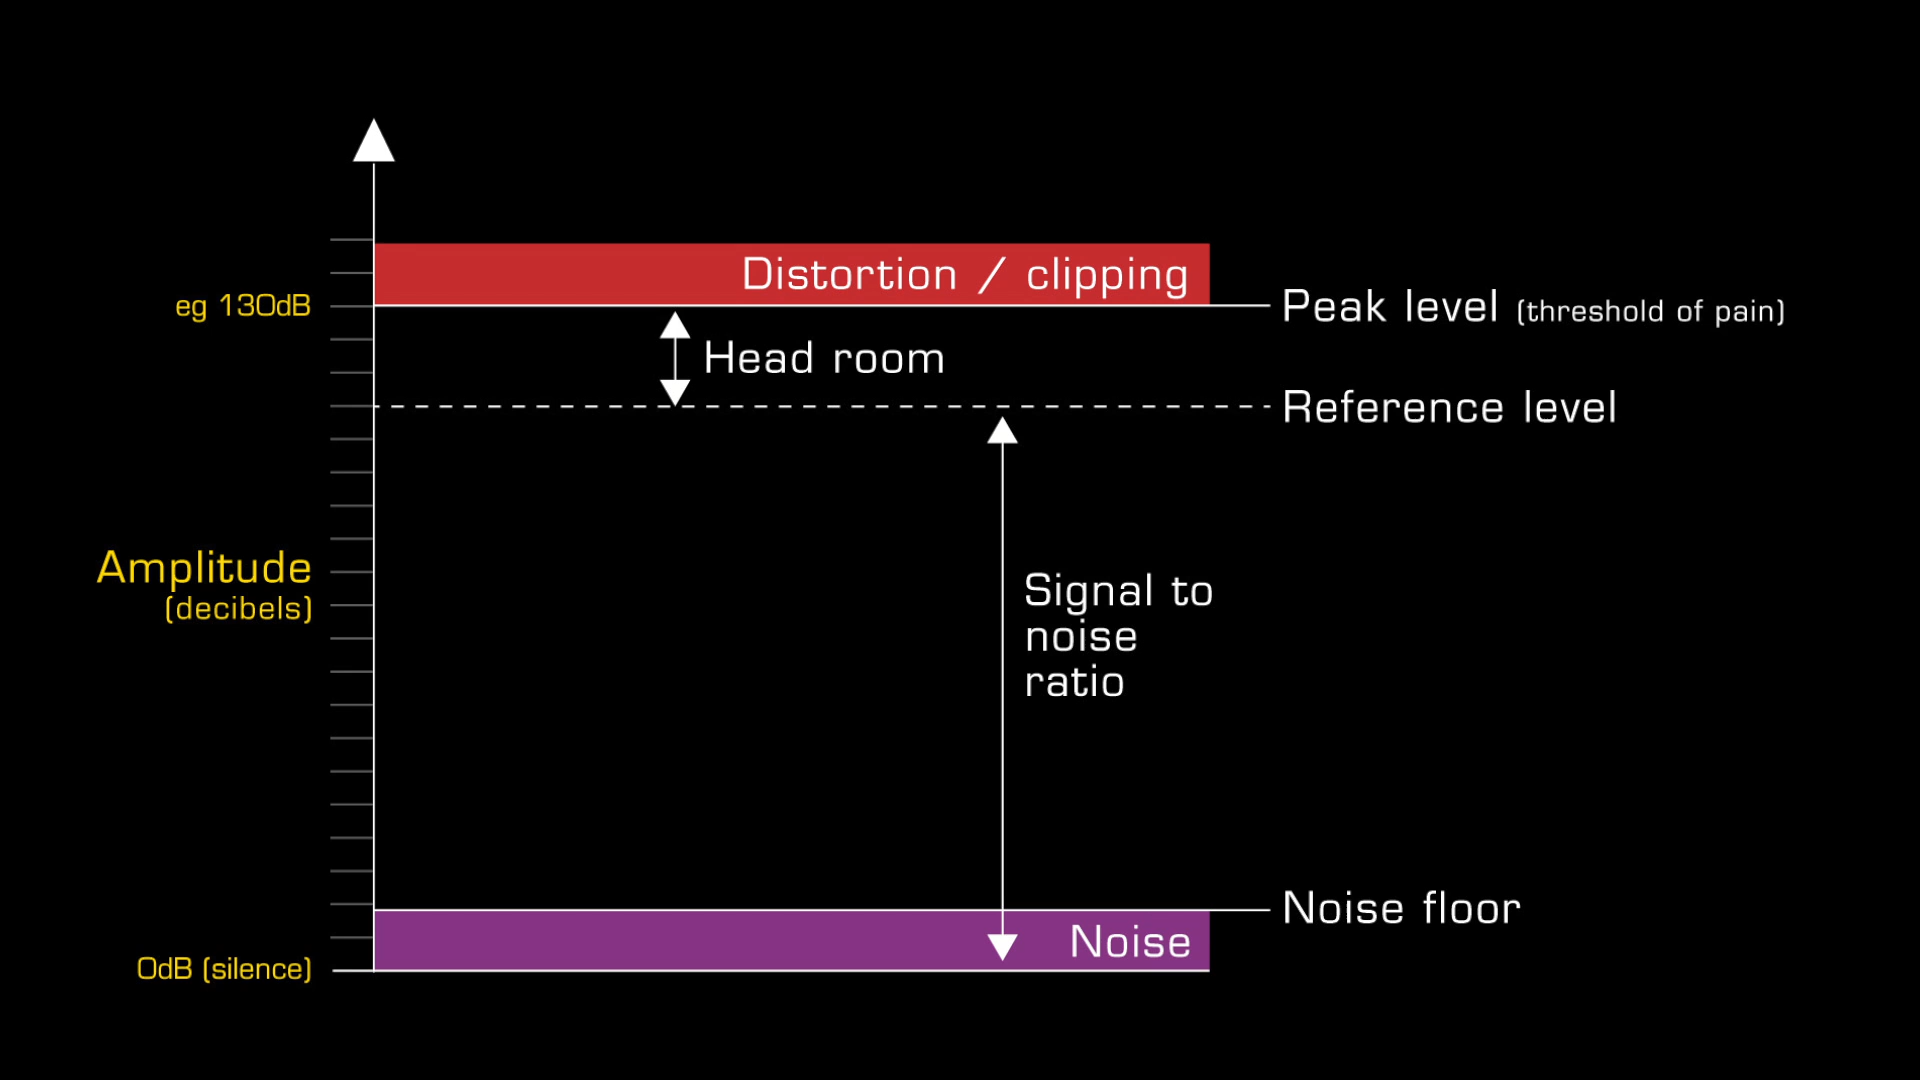 Distortion / clipping
eg 130dB
Peak level (threshold of pain)
Head room
Reference level
Amplitude
(decibels)
Signal to
noise
ratio
Noise floor
Noise
0dB (silence)